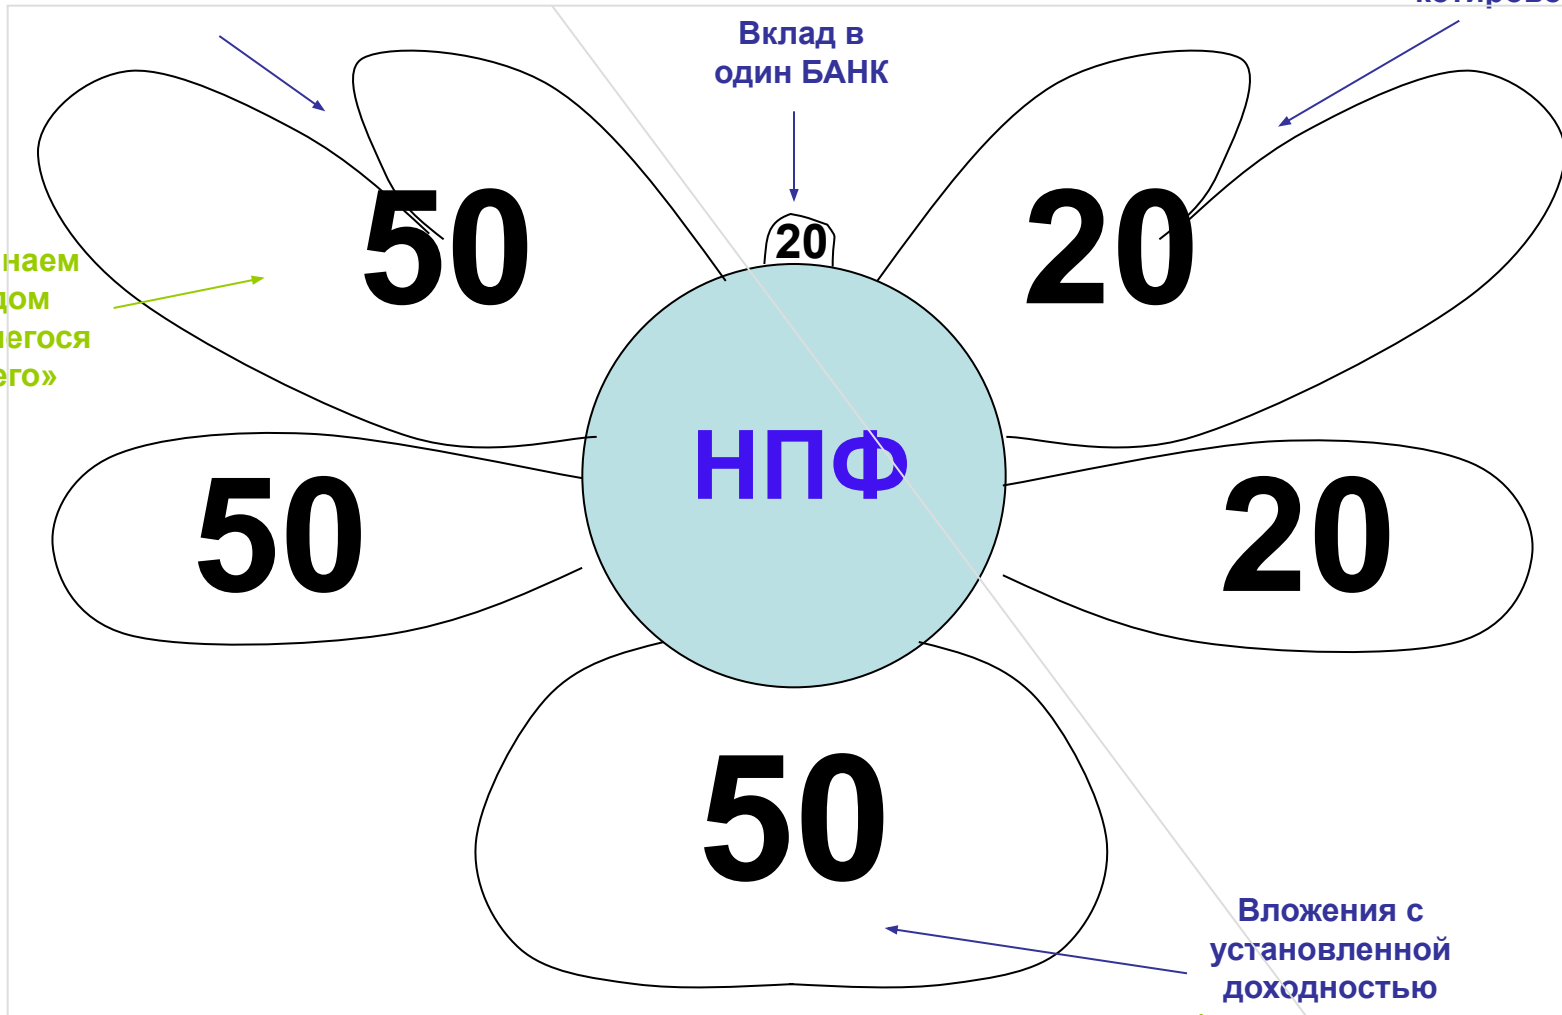 Вклад в
один БАНК
50
20
20
НПФ
50
20
50
Вложения с
установленной
доходностью